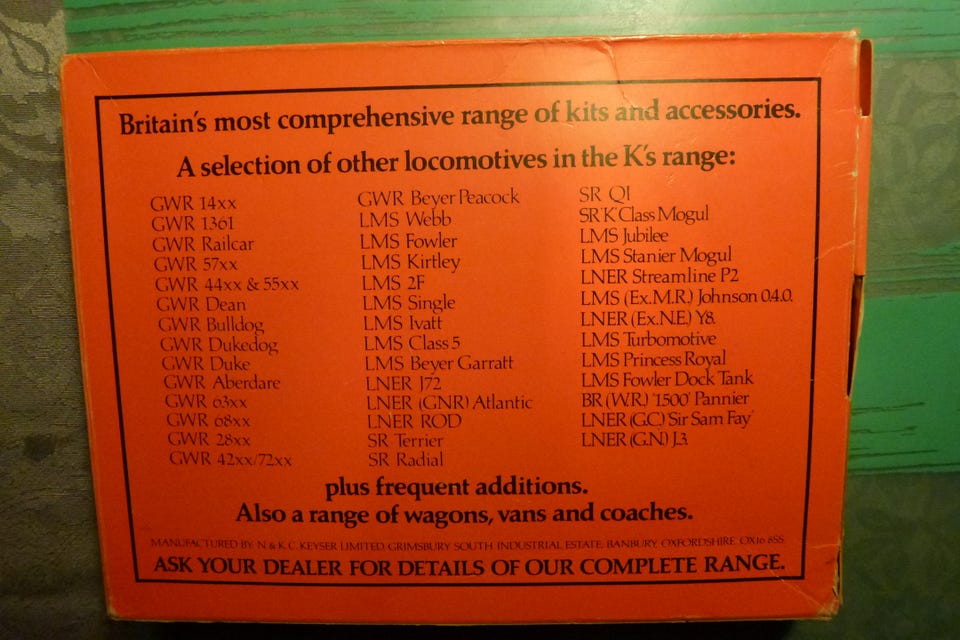 Britain's most comprehensive range of kits and accessories.
A selection of other locomotives in the K's range:
GWR 14xx
GWR 1361
GWR Railcar
GWR 57xx
GWR 44xx & 55xx
GWR Dean
GWR Bulldog
GWR Dukedog
GWR Duke
GWR Aberdare
GWR 63xx
GWR 68xx
GWR 28xx
GWR 42xx/72xx
GWR Beyer Peacock
LMS Webb
LMS Fowler
LMS Kirtley
LMS 2F
LMS Single
LMS Ivatt
LMS Class 5
LMS Beyer Garratt
LNER J72
LNER (GNR) Atlantic
LNER ROD
SR Terrier
SR Radial
SR Q1
SR 'K' Class Mogul
LMS Jubilee
LMS Stanier Mogul
LNER Streamline P2
LMS (Ex.M.R.) Johnson 0.4.0.
LNER (Ex.N.E.) Y8.
LMS Turbomotive
LMS Princess Royal
LMS Fowler Dock Tank
BR (W.R.) '1500' Pannier
LNER (G.C.) 'Sir Sam Fay'
LNER (G.N.) J.3.
plus frequent additions.
Also a range of wagons, vans and coaches.
MANUFACTURED BY: N & K.C. KEYSER LIMITED, GRIMSBURY SOUTH INDUSTRIAL ESTATE, BANBURY, OXFORDSHIRE. OX16 8SS.
ASK YOUR DEALER FOR DETAILS OF OUR COMPLETE RANGE.